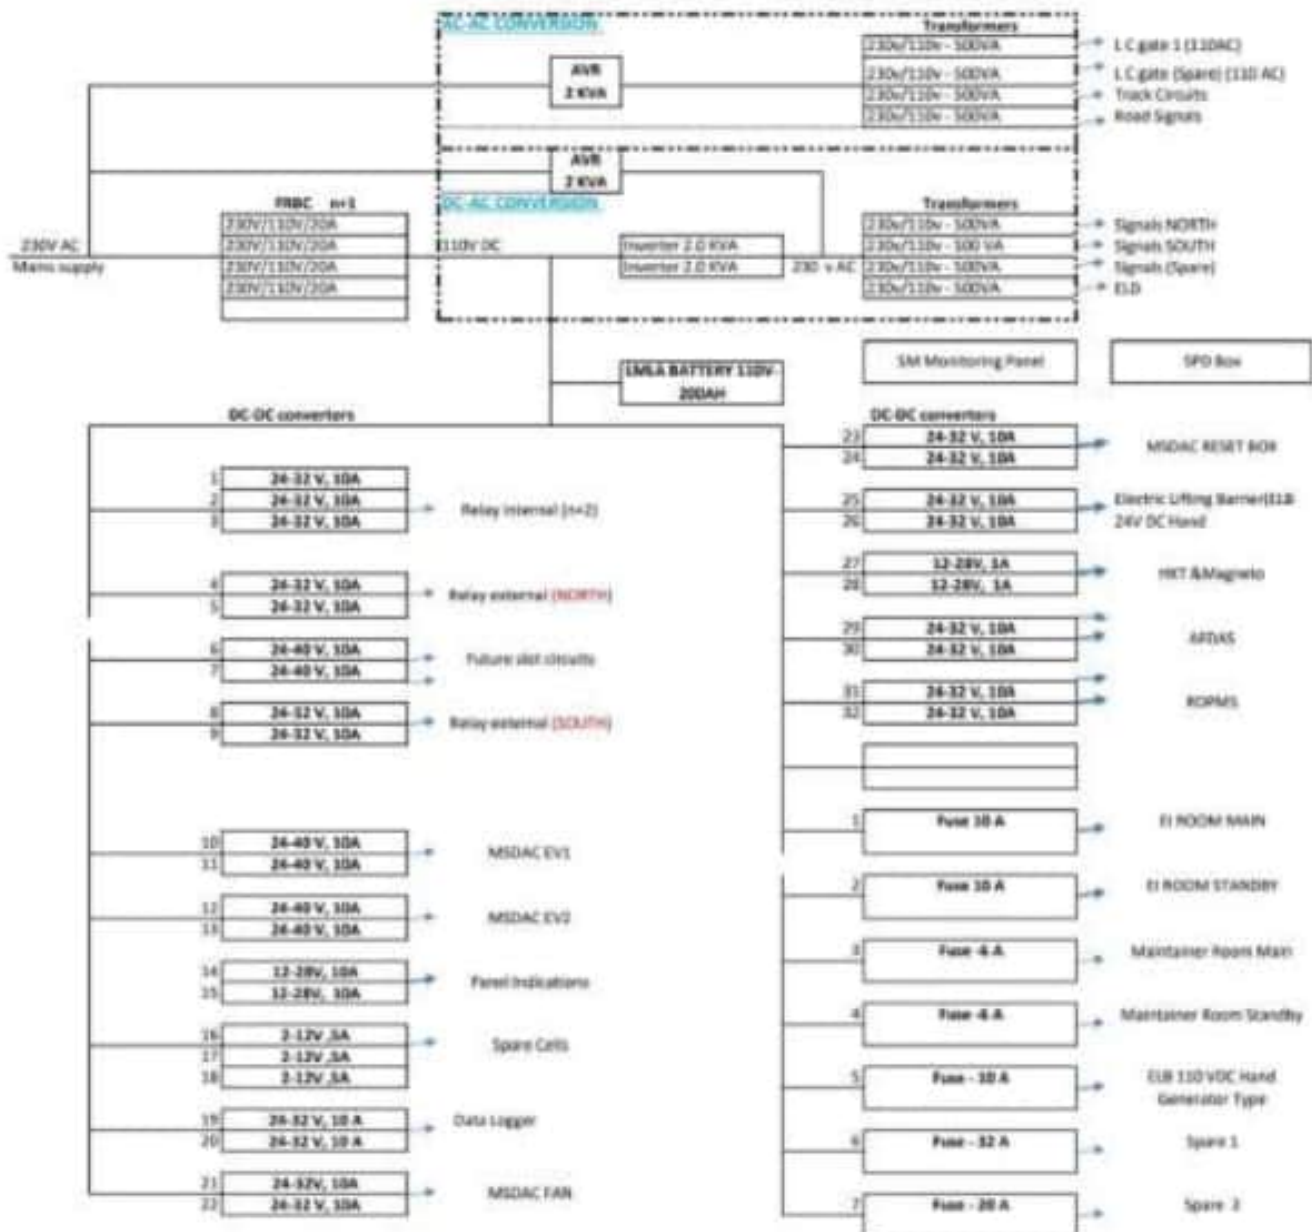 AC-AC CONVERSION
Transformers
AVR
2 KVA
230v/110v - 500VA
230v/110v - 500VA
230v/110v - 500VA
230v/110v - 500VA
L C gate 1 (110AC)
L C gate (Spare) (110 AC)
Track Circuits
Road Signals
AVR
2 KVA
DC-AC CONVERSION
FRBC n+1
230V/110V/20A
230V/110V/20A
230V/110V/20A
230V/110V/20A
230V AC
Mains supply
110V DC
Inverter 2.0 KVA
Inverter 2.0 KVA
230 v AC
Transformers
230v/110v - 500VA
230v/110v - 500 VA
230v/110v - 500VA
230v/110v - 500VA
Signals NORTH
Signals SOUTH
Signals (Spare)
ELD
LMLA BATTERY 110V-
200AH
SM Monitoring Panel
SPD Box
DC-DC converters
1 24-32 V, 10A
2 24-32 V, 10A
3 24-32 V, 10A
Relay Internal (n+2)
4 24-32 V, 10A
5 24-32 V, 10A
Relay external (NORTH)
6 24-40 V, 10A
7 24-40 V, 10A
Future slot circuits
8 24-32 V, 10A
9 24-32 V, 10A
Relay external (SOUTH)
10 24-40 V, 10A
11 24-40 V, 10A
MSDAC EV1
12 24-40 V, 10A
13 24-40 V, 10A
MSDAC EV2
14 12-28V, 10A
15 12-28V, 10A
Panel Indications
16 2-12V ,5A
17 2-12V ,5A
18 2-12V ,5A
Spare Cells
19 24-32 V, 10 A
20 24-32 V, 10 A
Data Logger
21 24-32V, 10A
22 24-32 V, 10A
MSDAC FAN
DC-DC converters
23 24-32 V, 10A
24 24-32 V, 10A
MSDAC RESET BOX
25 24-32 V, 10A
26 24-32 V, 10A
Electric Lifting Barrier(ELB
24V DC Hand
27 12-28V, 1A
28 12-28V, 1A
HKT &Magneto
29 24-32 V, 10A
30 24-32 V, 10A
AFDAS
31 24-32 V, 10A
32 24-32 V, 10A
RDPMS
1 Fuse 10 A
EI ROOM MAIN
2 Fuse 10 A
EI ROOM STANDBY
3 Fuse -6 A
Maintainer Room Main
4 Fuse -6 A
Maintainer Room Standby
5 Fuse - 10 A
ELB 110 VDC Hand
Generator Type
6 Fuse - 32 A
Spare 1
7 Fuse - 20 A
Spare 2